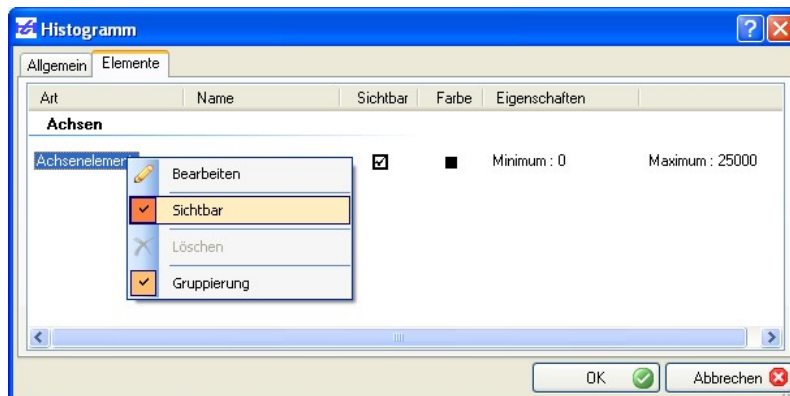 Histogramm
Allgemein Elemente
Art Name Sichtbar Farbe Eigenschaften
Achsen
Achsenelement Minimum : 0 Maximum : 25000
Bearbeiten
Sichtbar
Löschen
Gruppierung
OK Abbrechen